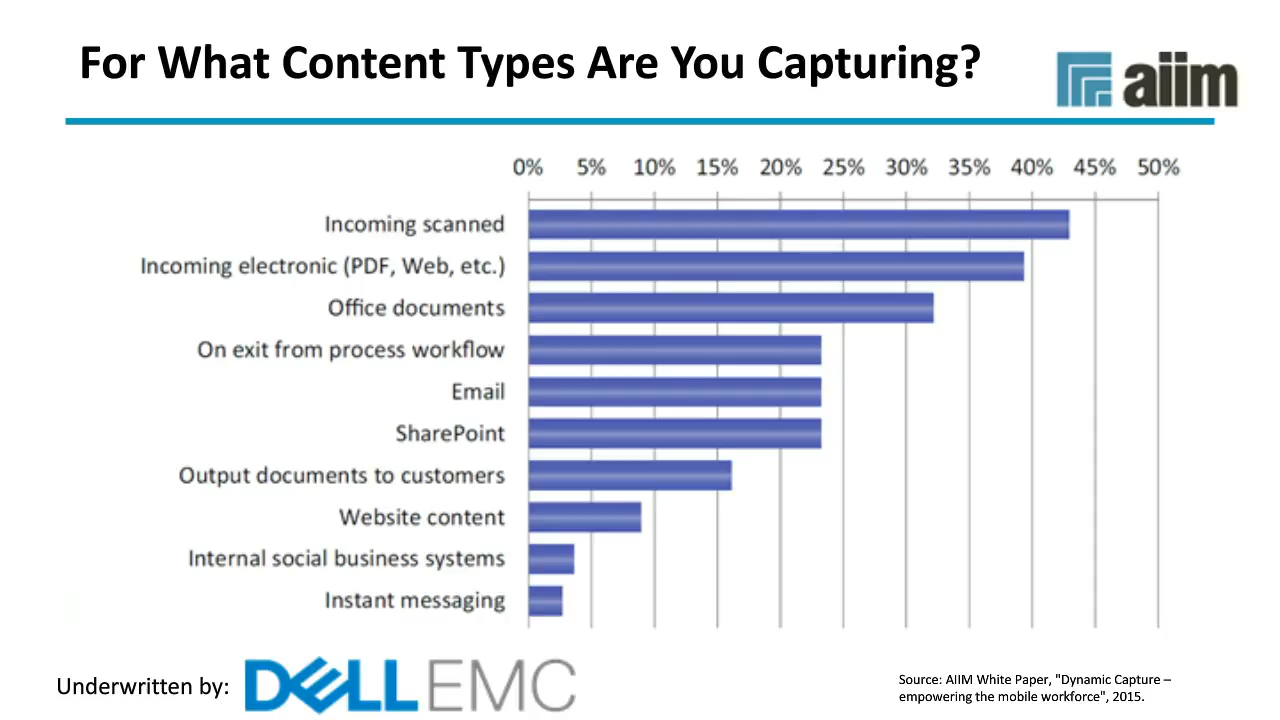 For What Content Types Are You Capturing?
aiim
0% 5% 10% 15% 20% 25% 30% 35% 40% 45% 50%
Incoming scanned
Incoming electronic (PDF, Web, etc.)
Office documents
On exit from process workflow
Email
SharePoint
Output documents to customers
Website content
Internal social business systems
Instant messaging
Underwritten by:
DELL EMC
Source: AIIM White Paper, "Dynamic Capture –
empowering the mobile workforce", 2015.